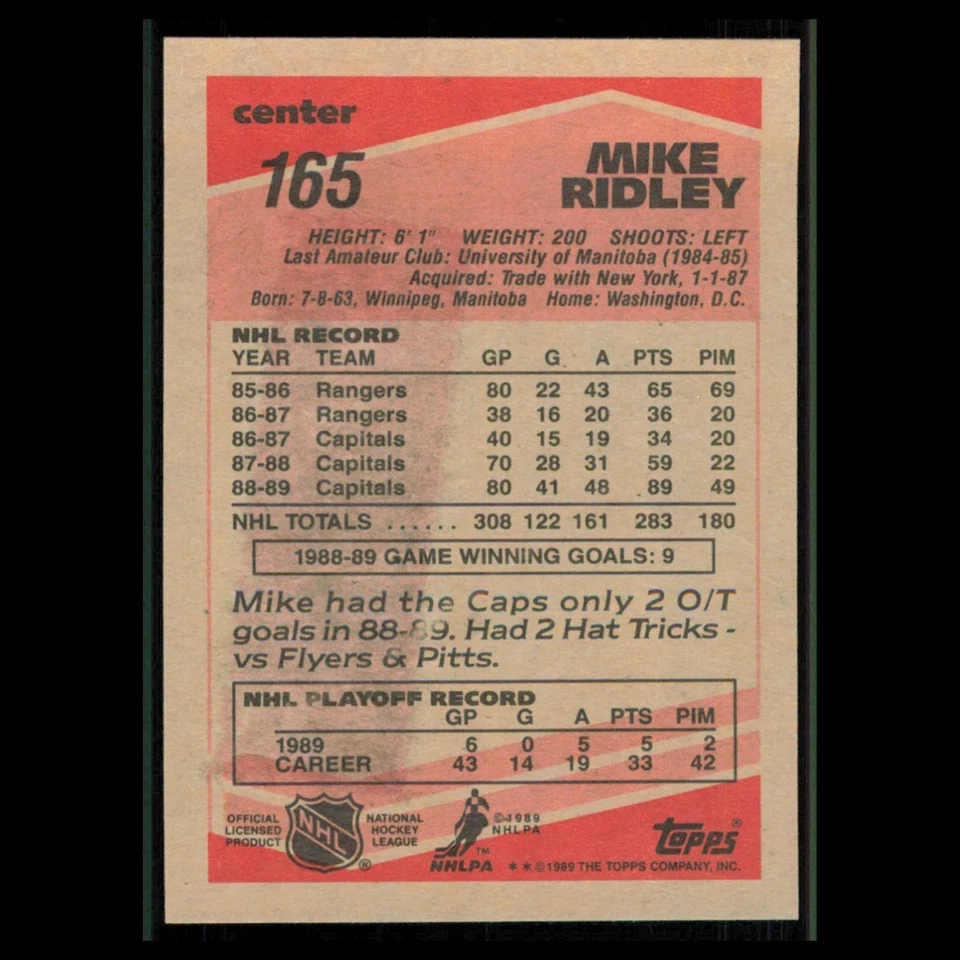 center
165
MIKE
RIDLEY
HEIGHT: 6' 1" WEIGHT: 200 SHOOTS: LEFT
Last Amateur Club: University of Manitoba (1984-85)
Acquired: Trade with New York, 1-1-87
Born: 7-8-63, Winnipeg, Manitoba Home: Washington, D.C.
NHL RECORD
YEAR TEAM GP G A PTS PIM
85-86 Rangers 80 22 43 65 69
86-87 Rangers 38 16 20 36 20
86-87 Capitals 40 15 19 34 20
87-88 Capitals 70 28 31 59 22
88-89 Capitals 80 41 48 89 49
NHL TOTALS ...... 308 122 161 283 180
1988-89 GAME WINNING GOALS: 9
Mike had the Caps only 2 O/T
goals in 88-89. Had 2 Hat Tricks -
vs Flyers & Pitts.
NHL PLAYOFF RECORD
GP G A PTS PIM
1989 6 0 5 5 2
CAREER 43 14 19 33 42
OFFICIAL
LICENSED
PRODUCT
NHL
®
NATIONAL
HOCKEY
LEAGUE
©1989
NHLPA
TM
NHLPA
topps®
**©1989 THE TOPPS COMPANY, INC.